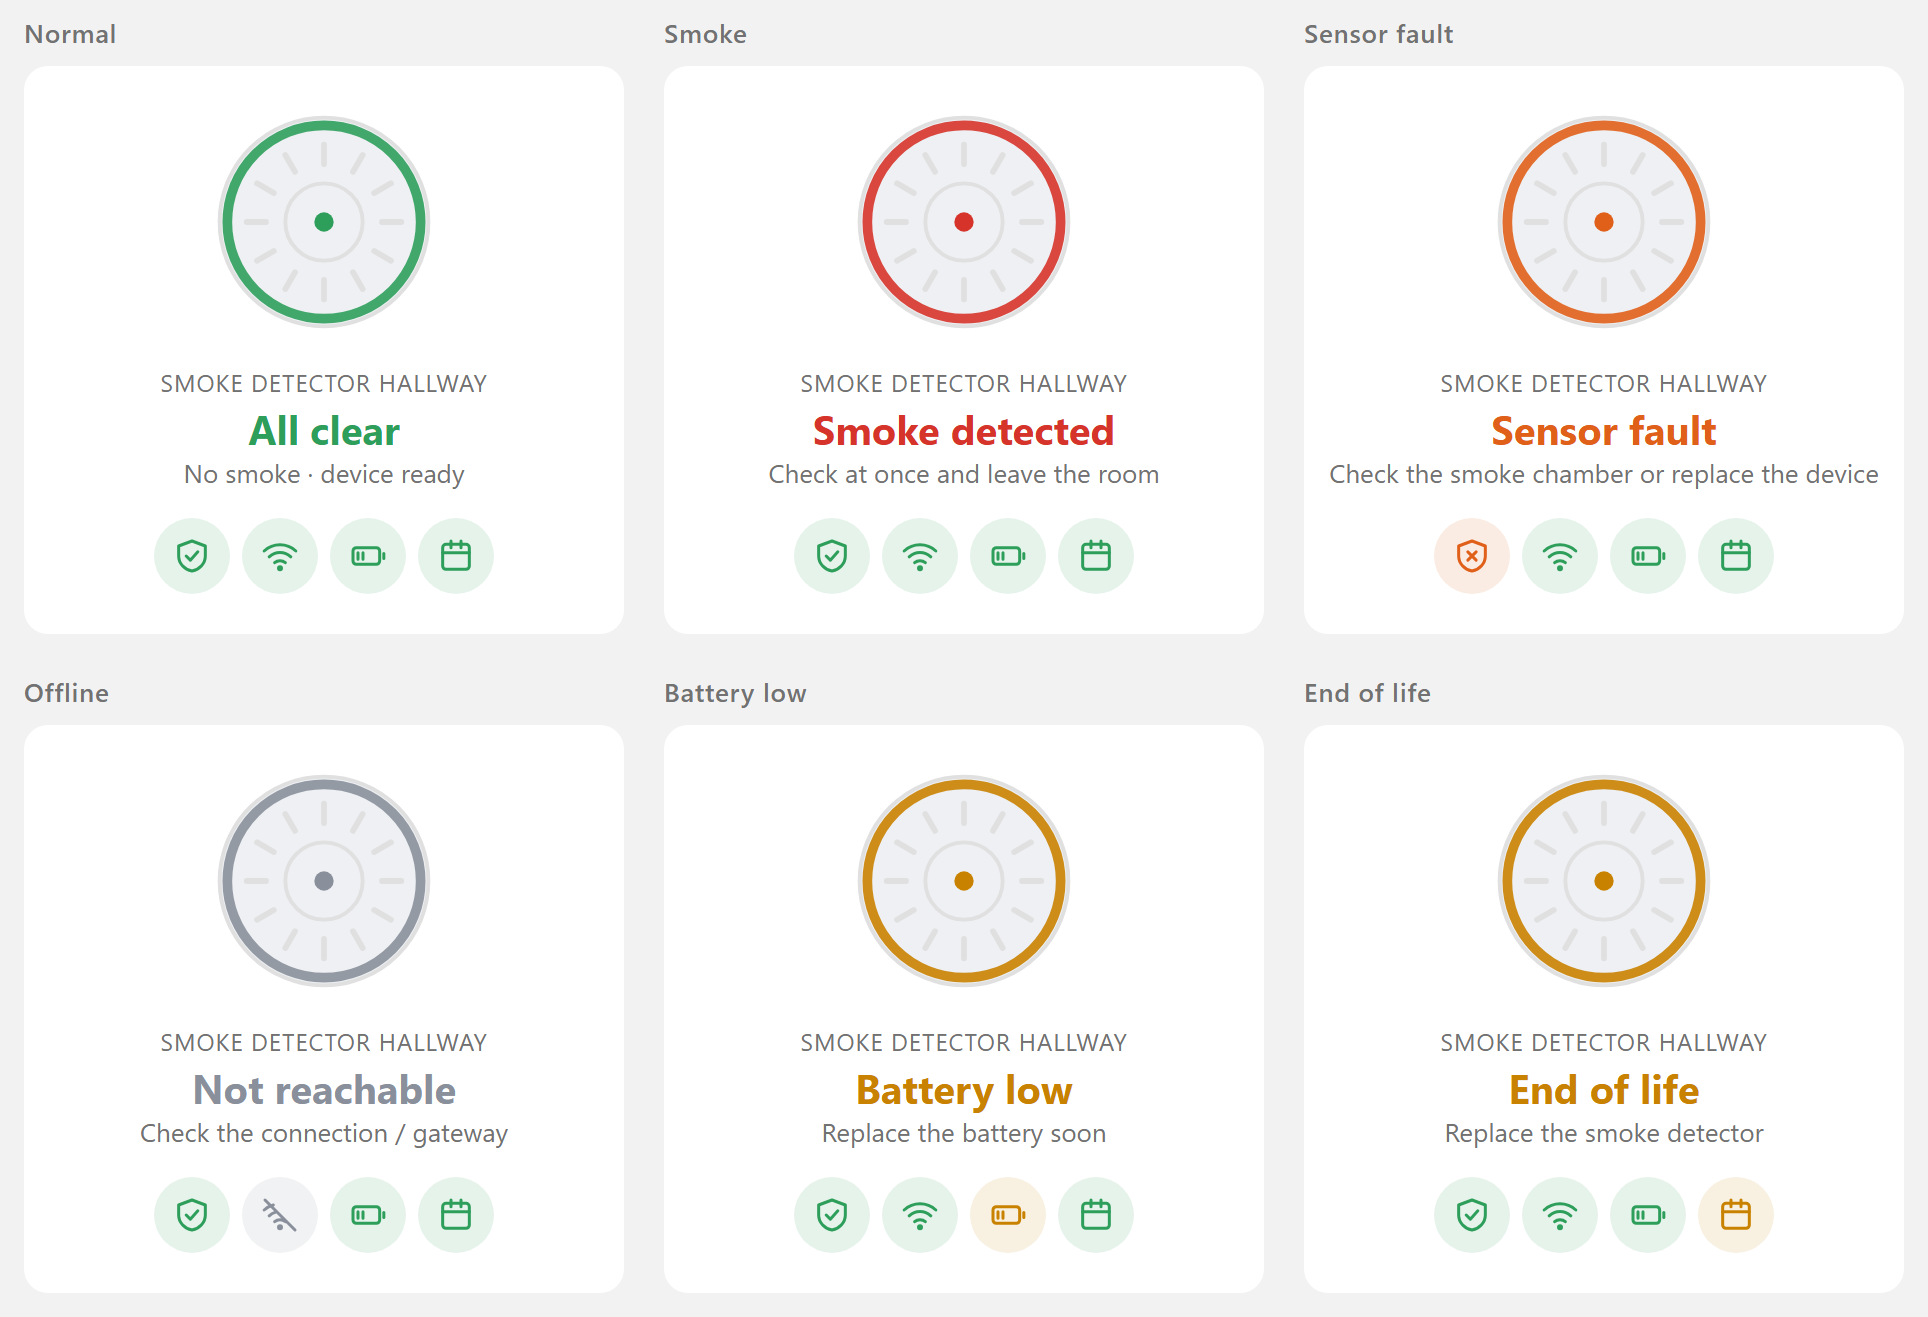 Normal
SMOKE DETECTOR HALLWAY
All clear
No smoke · device ready
Smoke
SMOKE DETECTOR HALLWAY
Smoke detected
Check at once and leave the room
Sensor fault
SMOKE DETECTOR HALLWAY
Sensor fault
Check the smoke chamber or replace the device
Offline
SMOKE DETECTOR HALLWAY
Not reachable
Check the connection / gateway
Battery low
SMOKE DETECTOR HALLWAY
Battery low
Replace the battery soon
End of life
SMOKE DETECTOR HALLWAY
End of life
Replace the smoke detector